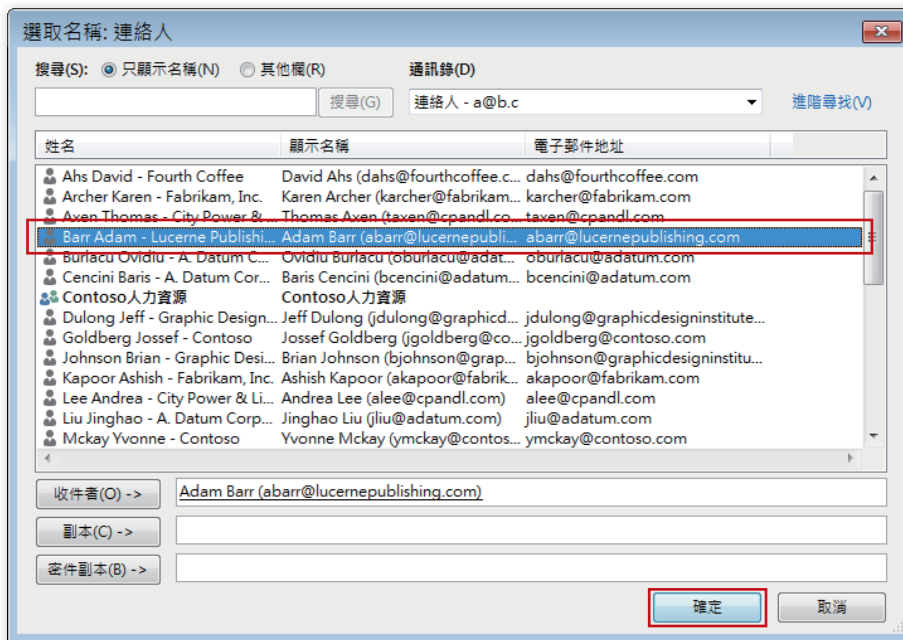 選取名稱: 連絡人
搜尋(S): 只顯示名稱(N) 其他欄(R) 通訊錄(D)
搜尋(G) 連絡人 - a@b.c 進階尋找(V)
姓名 顯示名稱 電子郵件地址
Ahs David - Fourth Coffee David Ahs (dahs@fourthcoffee.c... dahs@fourthcoffee.com
Archer Karen - Fabrikam, Inc. Karen Archer (karcher@fabrikam... karcher@fabrikam.com
Axen Thomas - City Power & ... Thomas Axen (taxen@cpandl.co... taxen@cpandl.com
Barr Adam - Lucerne Publishi... Adam Barr (abarr@lucernepubli... abarr@lucernepublishing.com
Burlacu Ovidiu - A. Datum C... Ovidiu Burlacu (oburlacu@adat... oburlacu@adatum.com
Cencini Baris - A. Datum Cor... Baris Cencini (bcencini@adatum... bcencini@adatum.com
Contoso人力資源 Contoso人力資源
Dulong Jeff - Graphic Design... Jeff Dulong (jdulong@graphicd... jdulong@graphicdesigninstitute...
Goldberg Jossef - Contoso Jossef Goldberg (jgoldberg@co... jgoldberg@contoso.com
Johnson Brian - Graphic Desi... Brian Johnson (bjohnson@grap... bjohnson@graphicdesigninstitu...
Kapoor Ashish - Fabrikam, Inc. Ashish Kapoor (akapoor@fabrik... akapoor@fabrikam.com
Lee Andrea - City Power & Li... Andrea Lee (alee@cpandl.com) alee@cpandl.com
Liu Jinghao - A. Datum Corp... Jinghao Liu (jliu@adatum.com) jliu@adatum.com
Mckay Yvonne - Contoso Yvonne Mckay (ymckay@contos... ymckay@contoso.com
收件者(O) -> Adam Barr (abarr@lucernepublishing.com)
副本(C) ->
密件副本(B) ->
確定 取消